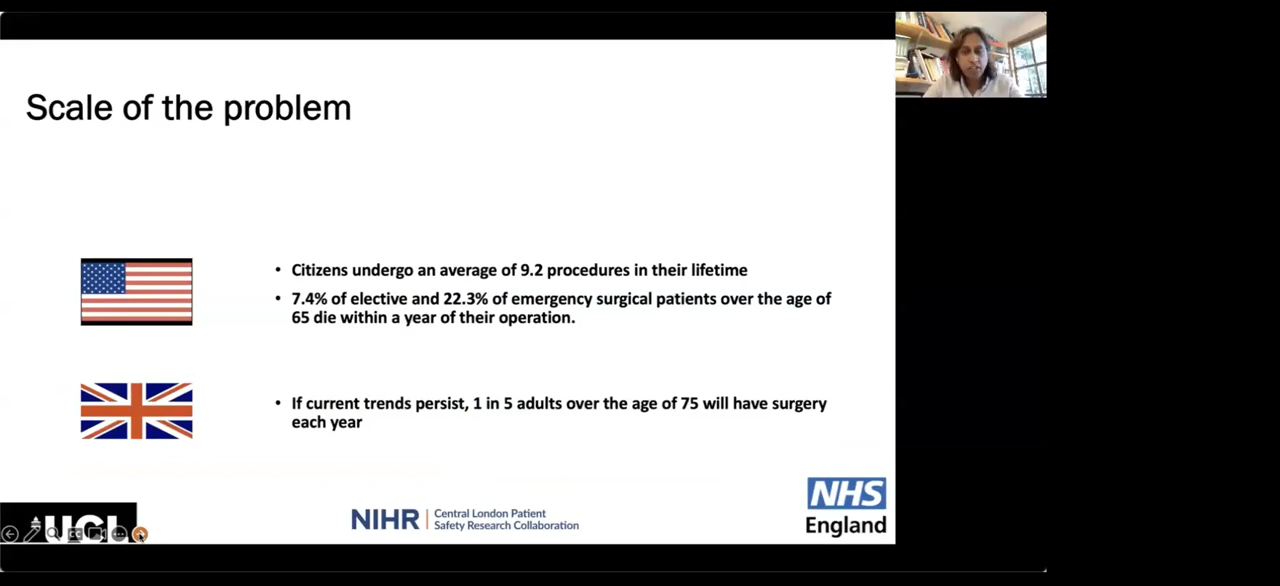 Scale of the problem
• Citizens undergo an average of 9.2 procedures in their lifetime
• 7.4% of elective and 22.3% of emergency surgical patients over the age of
65 die within a year of their operation.
• If current trends persist, 1 in 5 adults over the age of 75 will have surgery
each year
UCL
NIHR | Central London Patient
Safety Research Collaboration
NHS
England